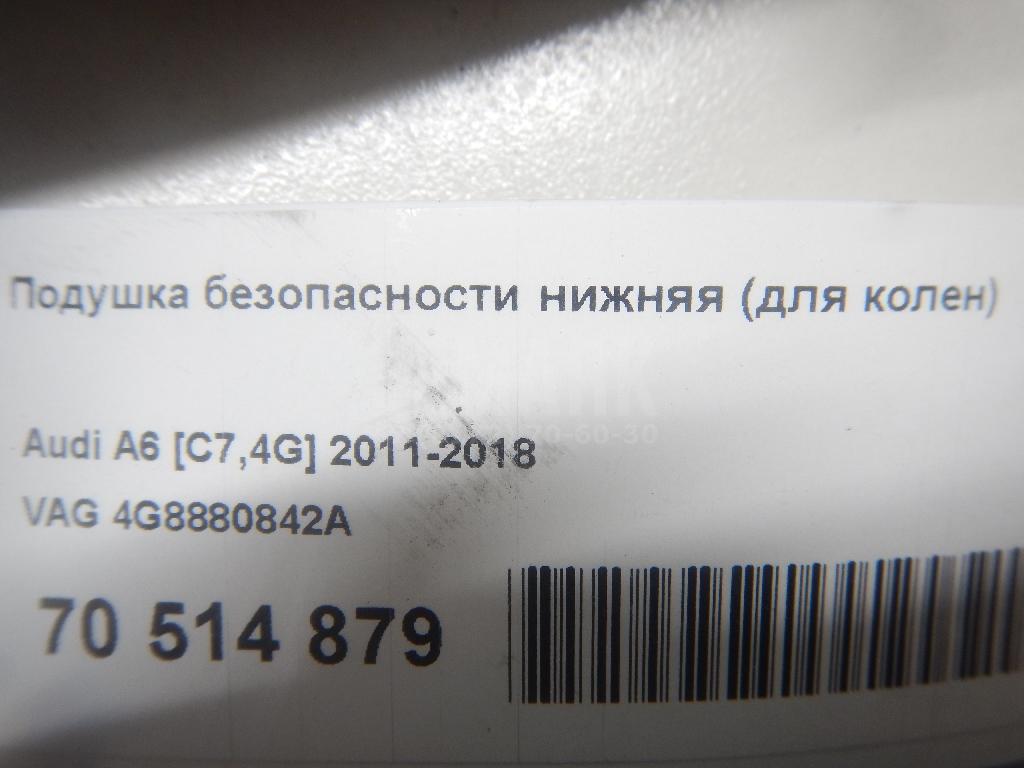 Подушка безопасности нижняя (для колен)
Audi A6 [C7,4G] 2011-2018
VAG 4G8880842A
70 514 879